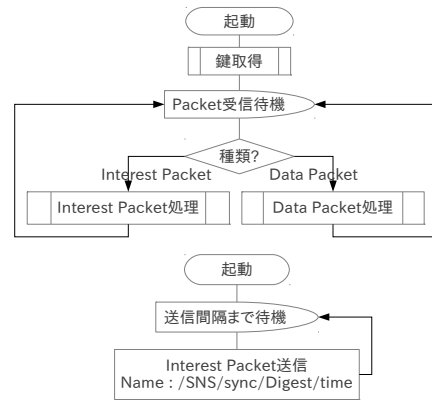 起動
鍵取得
Packet受信待機
種類?
Interest Packet
Data Packet
Interest Packet処理
Data Packet処理
起動
送信間隔まで待機
Interest Packet送信
Name : /SNS/sync/Digest/time